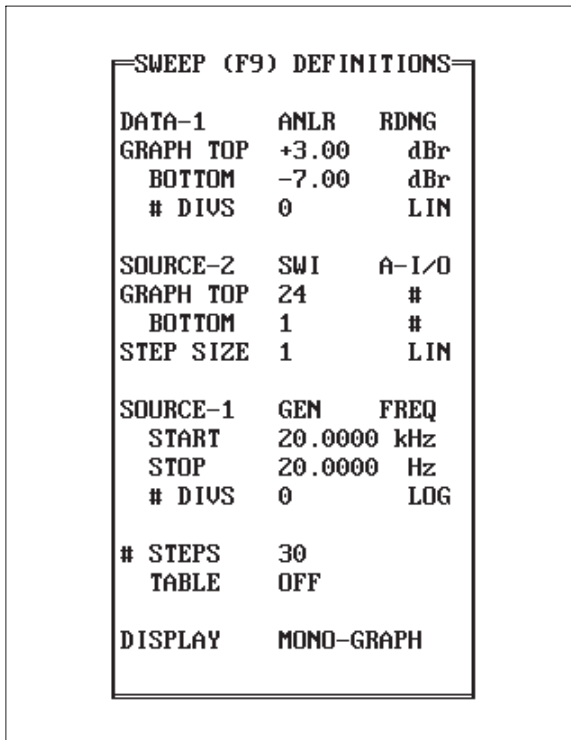 SWEEP (F9) DEFINITIONS
DATA-1 ANLR RDNG
GRAPH TOP +3.00 dBr
BOTTOM -7.00 dBr
# DIVS 0 LIN
SOURCE-2 SWI A-I/O
GRAPH TOP 24 #
BOTTOM 1 #
STEP SIZE 1 LIN
SOURCE-1 GEN FREQ
START 20.0000 kHz
STOP 20.0000 Hz
# DIVS 0 LOG
# STEPS 30
TABLE OFF
DISPLAY MONO-GRAPH